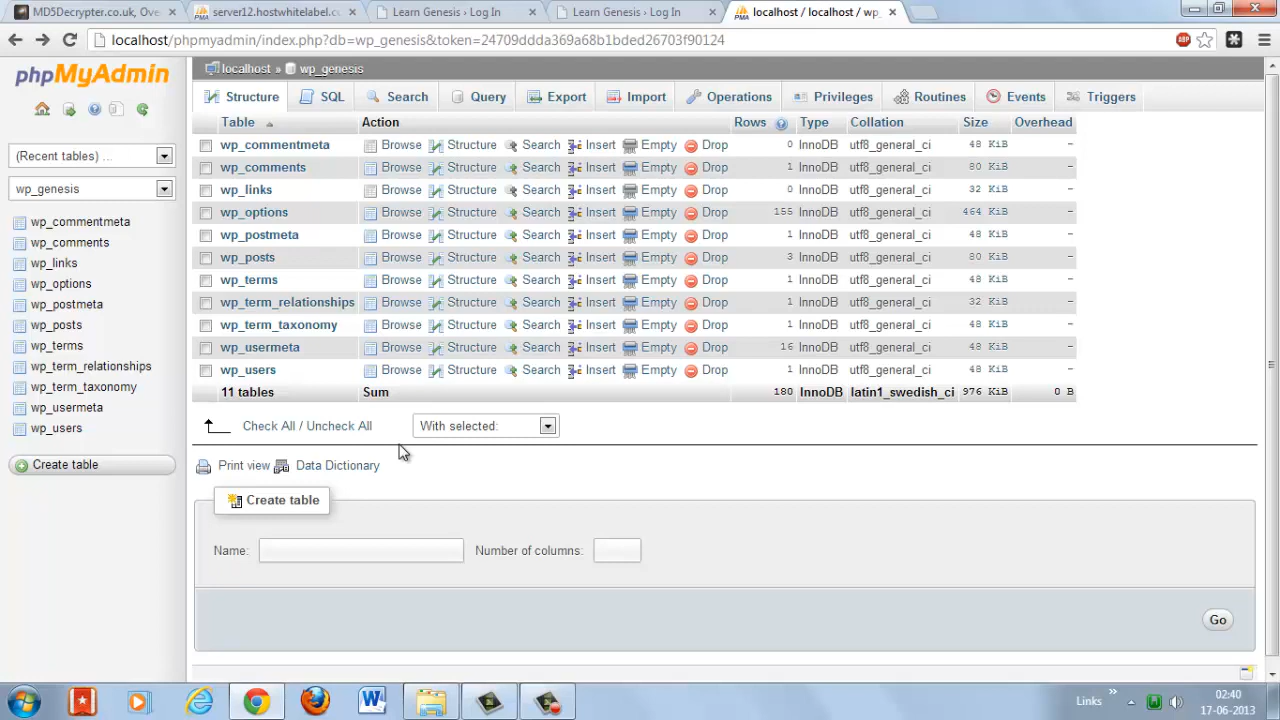 MD5Decrypter.co.uk, Ove
server12.hostwhitelabel.c
Learn Genesis › Log In
Learn Genesis › Log In
localhost / localhost / wp_
localhost/phpmyadmin/index.php?db=wp_genesis&token=24709ddda369a68b1bded26703f90124
phpMyAdmin
(Recent tables) ...
wp_genesis
wp_commentmeta
wp_comments
wp_links
wp_options
wp_postmeta
wp_posts
wp_terms
wp_term_relationships
wp_term_taxonomy
wp_usermeta
wp_users
Create table
localhost » wp_genesis
Structure SQL Search Query Export Import Operations Privileges Routines Events Triggers
Table Action Rows Type Collation Size Overhead
wp_commentmeta Browse Structure Search Insert Empty Drop 0 InnoDB utf8_general_ci 48 KiB -
wp_comments Browse Structure Search Insert Empty Drop 1 InnoDB utf8_general_ci 80 KiB -
wp_links Browse Structure Search Insert Empty Drop 0 InnoDB utf8_general_ci 32 KiB -
wp_options Browse Structure Search Insert Empty Drop 155 InnoDB utf8_general_ci 464 KiB -
wp_postmeta Browse Structure Search Insert Empty Drop 1 InnoDB utf8_general_ci 48 KiB -
wp_posts Browse Structure Search Insert Empty Drop 3 InnoDB utf8_general_ci 80 KiB -
wp_terms Browse Structure Search Insert Empty Drop 1 InnoDB utf8_general_ci 48 KiB -
wp_term_relationships Browse Structure Search Insert Empty Drop 1 InnoDB utf8_general_ci 32 KiB -
wp_term_taxonomy Browse Structure Search Insert Empty Drop 1 InnoDB utf8_general_ci 48 KiB -
wp_usermeta Browse Structure Search Insert Empty Drop 16 InnoDB utf8_general_ci 48 KiB -
wp_users Browse Structure Search Insert Empty Drop 1 InnoDB utf8_general_ci 48 KiB -
11 tables Sum 180 InnoDB latin1_swedish_ci 976 KiB 0 B
Check All / Uncheck All With selected:
Print view Data Dictionary
Create table
Name: Number of columns:
Go
Links » 02:40
17-06-2013